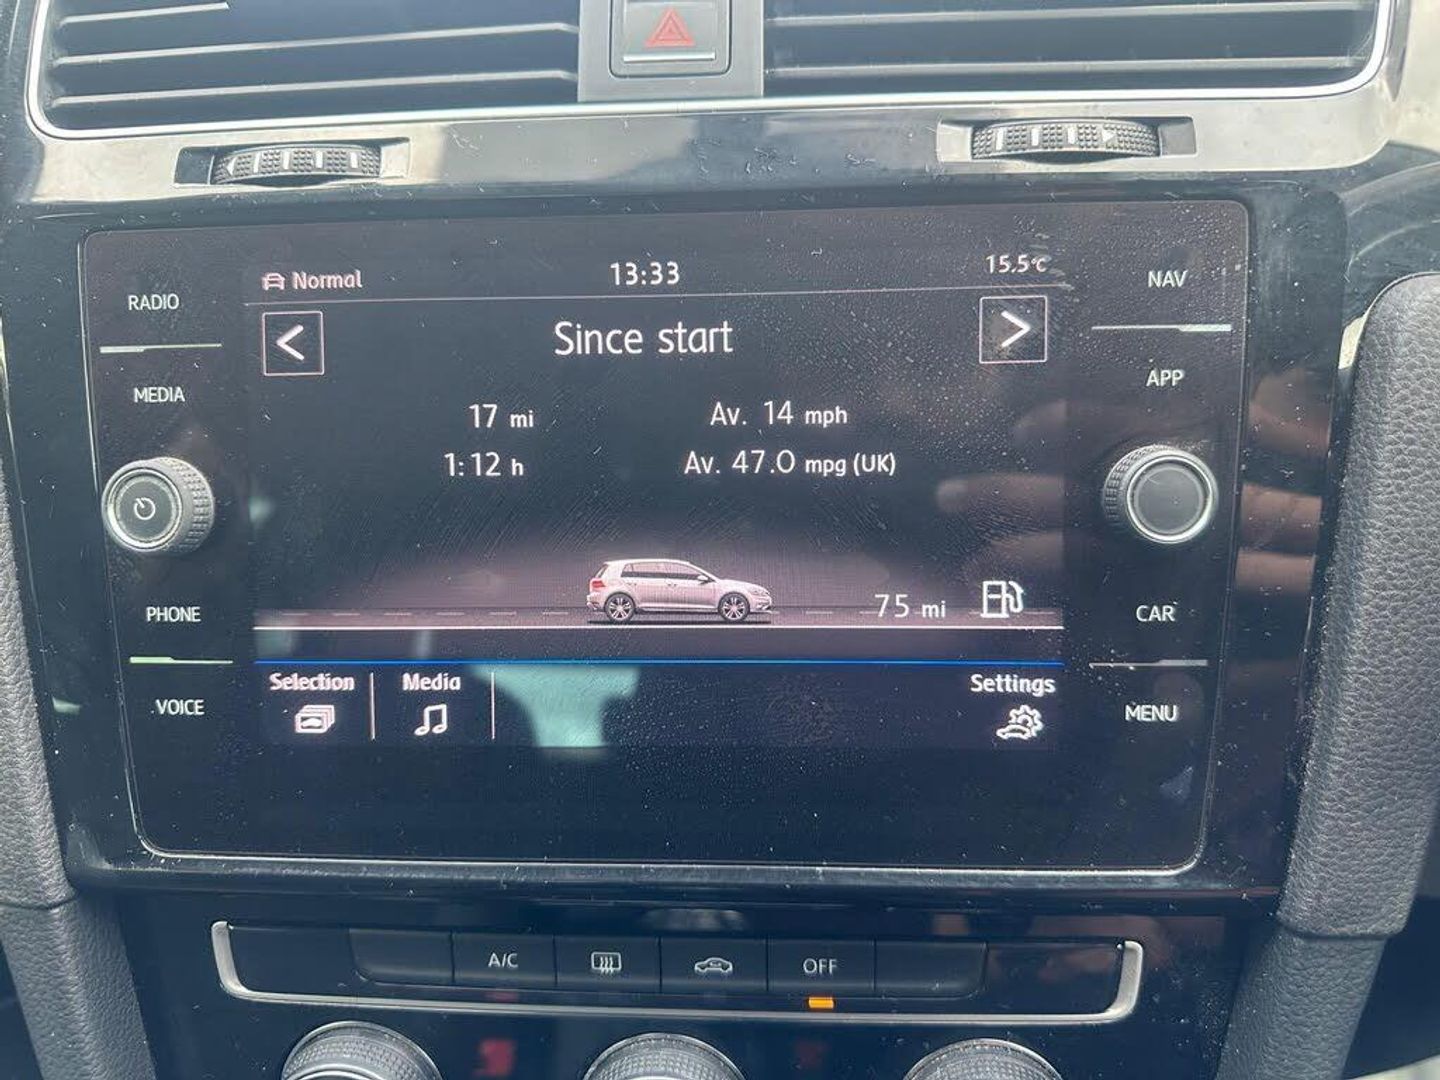 Normal 13:33 15.5°C
RADIO
NAV
Since start
MEDIA
APP
17 mi Av. 14 mph
1:12 h Av. 47.0 mpg (UK)
75 mi
PHONE
CAR
Selection Media Settings
VOICE
MENU
A/C OFF